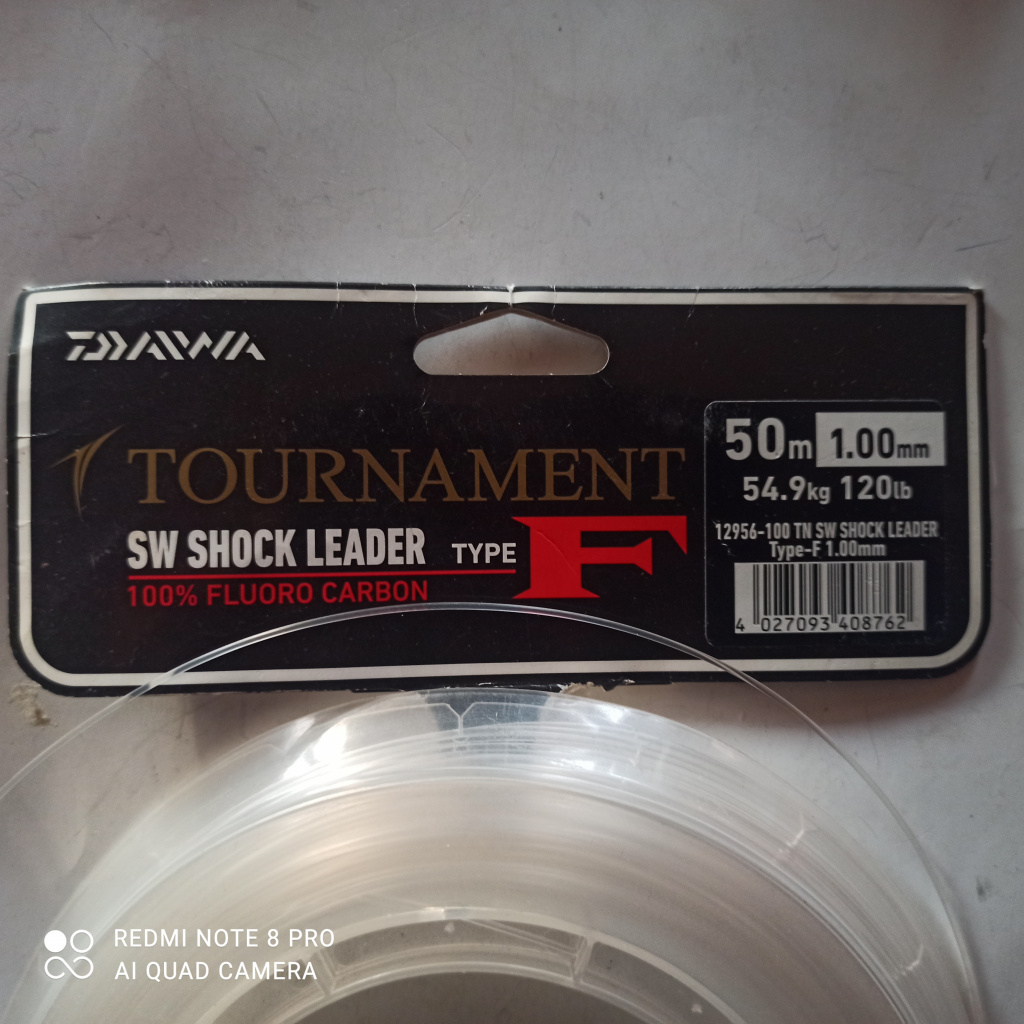 DAIWA
TOURNAMENT
SW SHOCK LEADER TYPE F
100% FLUORO CARBON
50m 1.00mm
54.9kg 120lb
12956-100 TN SW SHOCK LEADER
Type-F 1.00mm
4 027093 408762
REDMI NOTE 8 PRO
AI QUAD CAMERA